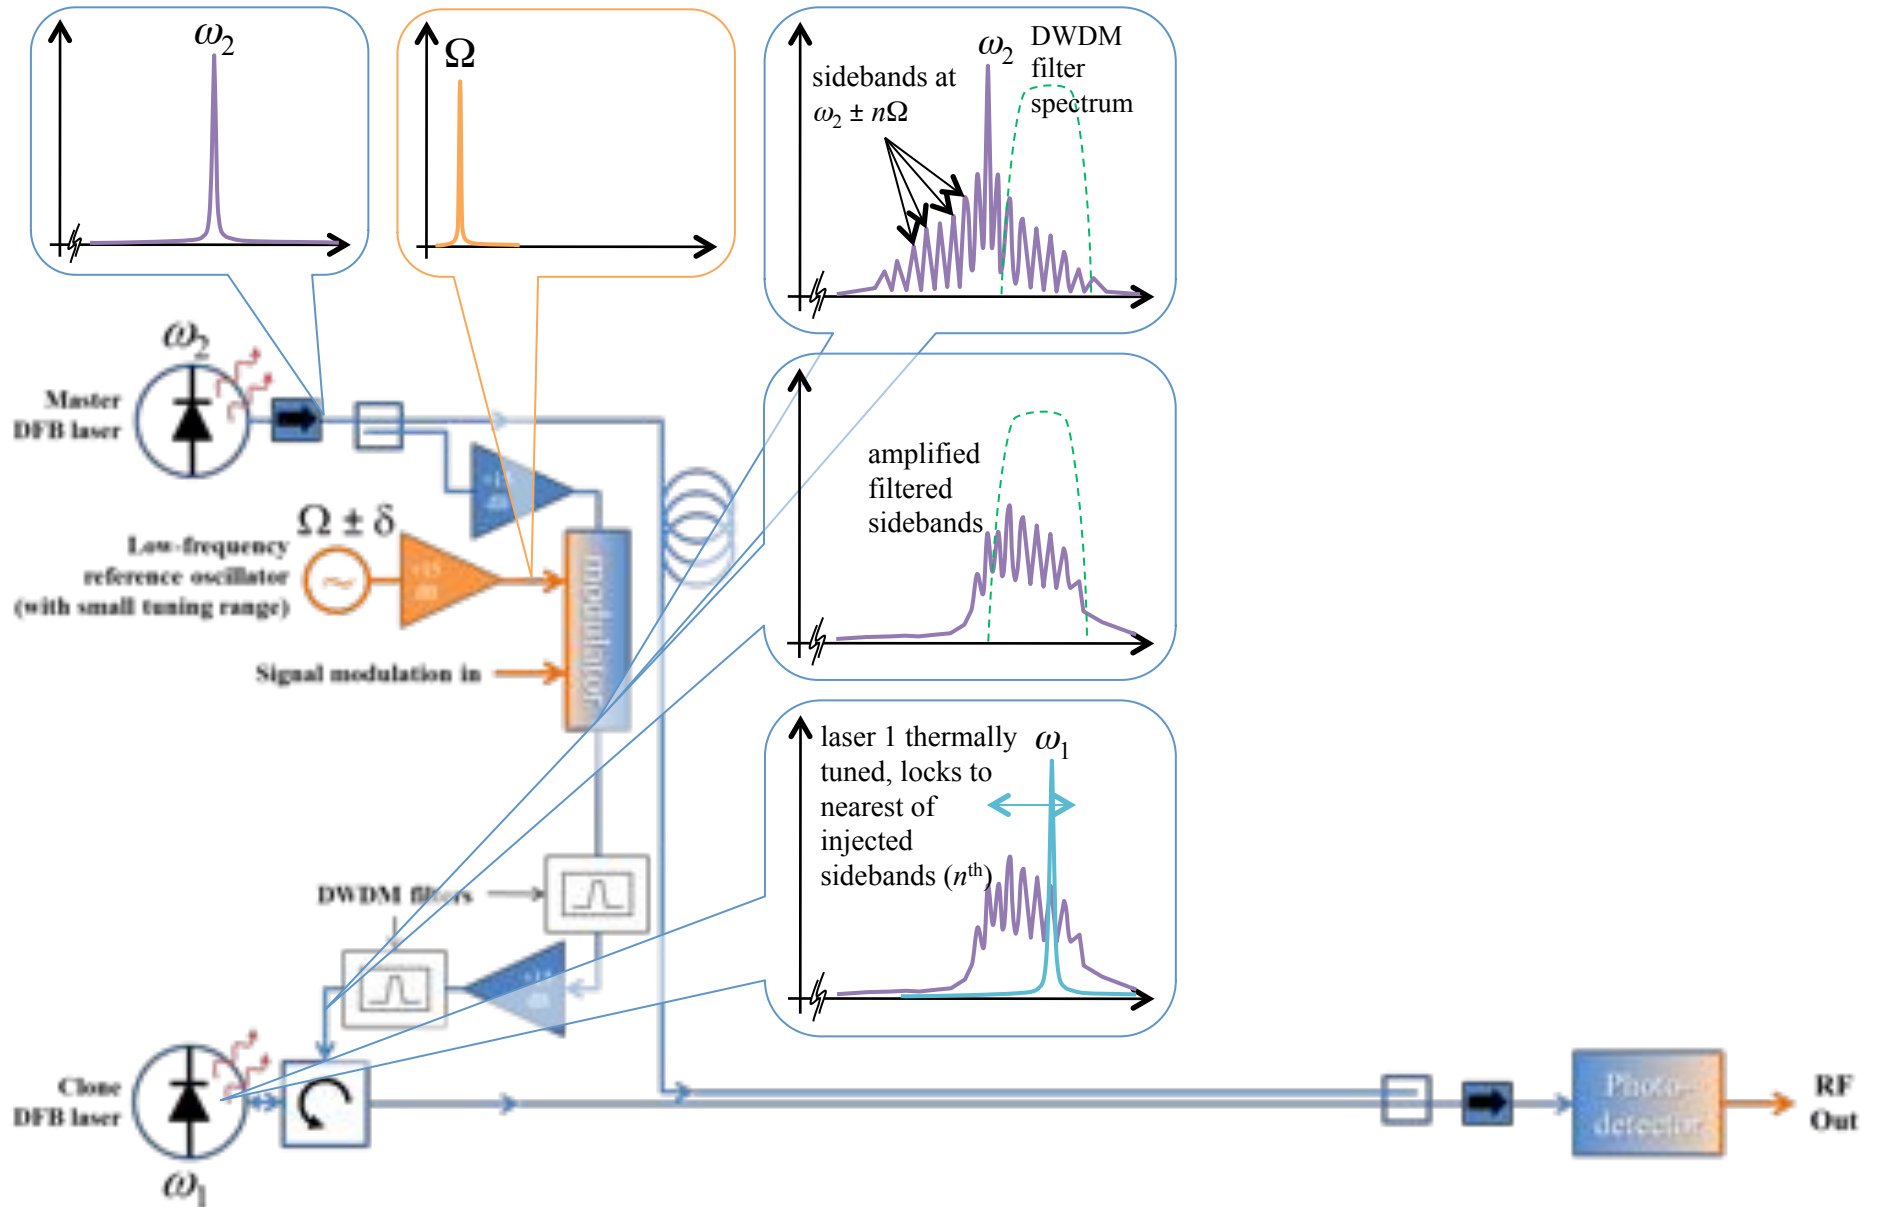 ω2
Ω
ω2
DWDM
filter
spectrum
sidebands at
ω2 ± nΩ
ω2
Master
DFB laser
Ω ± δ
Low-frequency
reference oscillator
(with small tuning range)
+15
dB
modulator
Signal modulation in
amplified
filtered
sidebands
laser 1 thermally
tuned, locks to
nearest of
injected
sidebands (nth)
ω1
DWDM filters
Clone
DFB laser
ω1
Photo-
detector
RF
Out